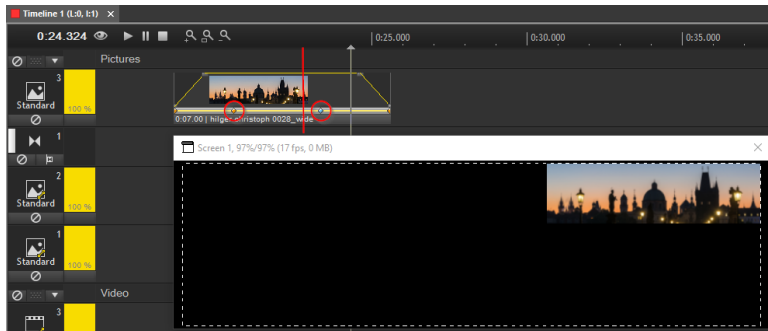 Timeline 1 (L:0, I:1)
0:24.324
0:25.000
0:30.000
0:35.000
Pictures
3
Standard
100 %
0:07.00 | hilger christoph 0028_wide
1
Screen 1, 97%/97% (17 fps, 0 MB)
2
Standard
100 %
1
Standard
100 %
Video
3